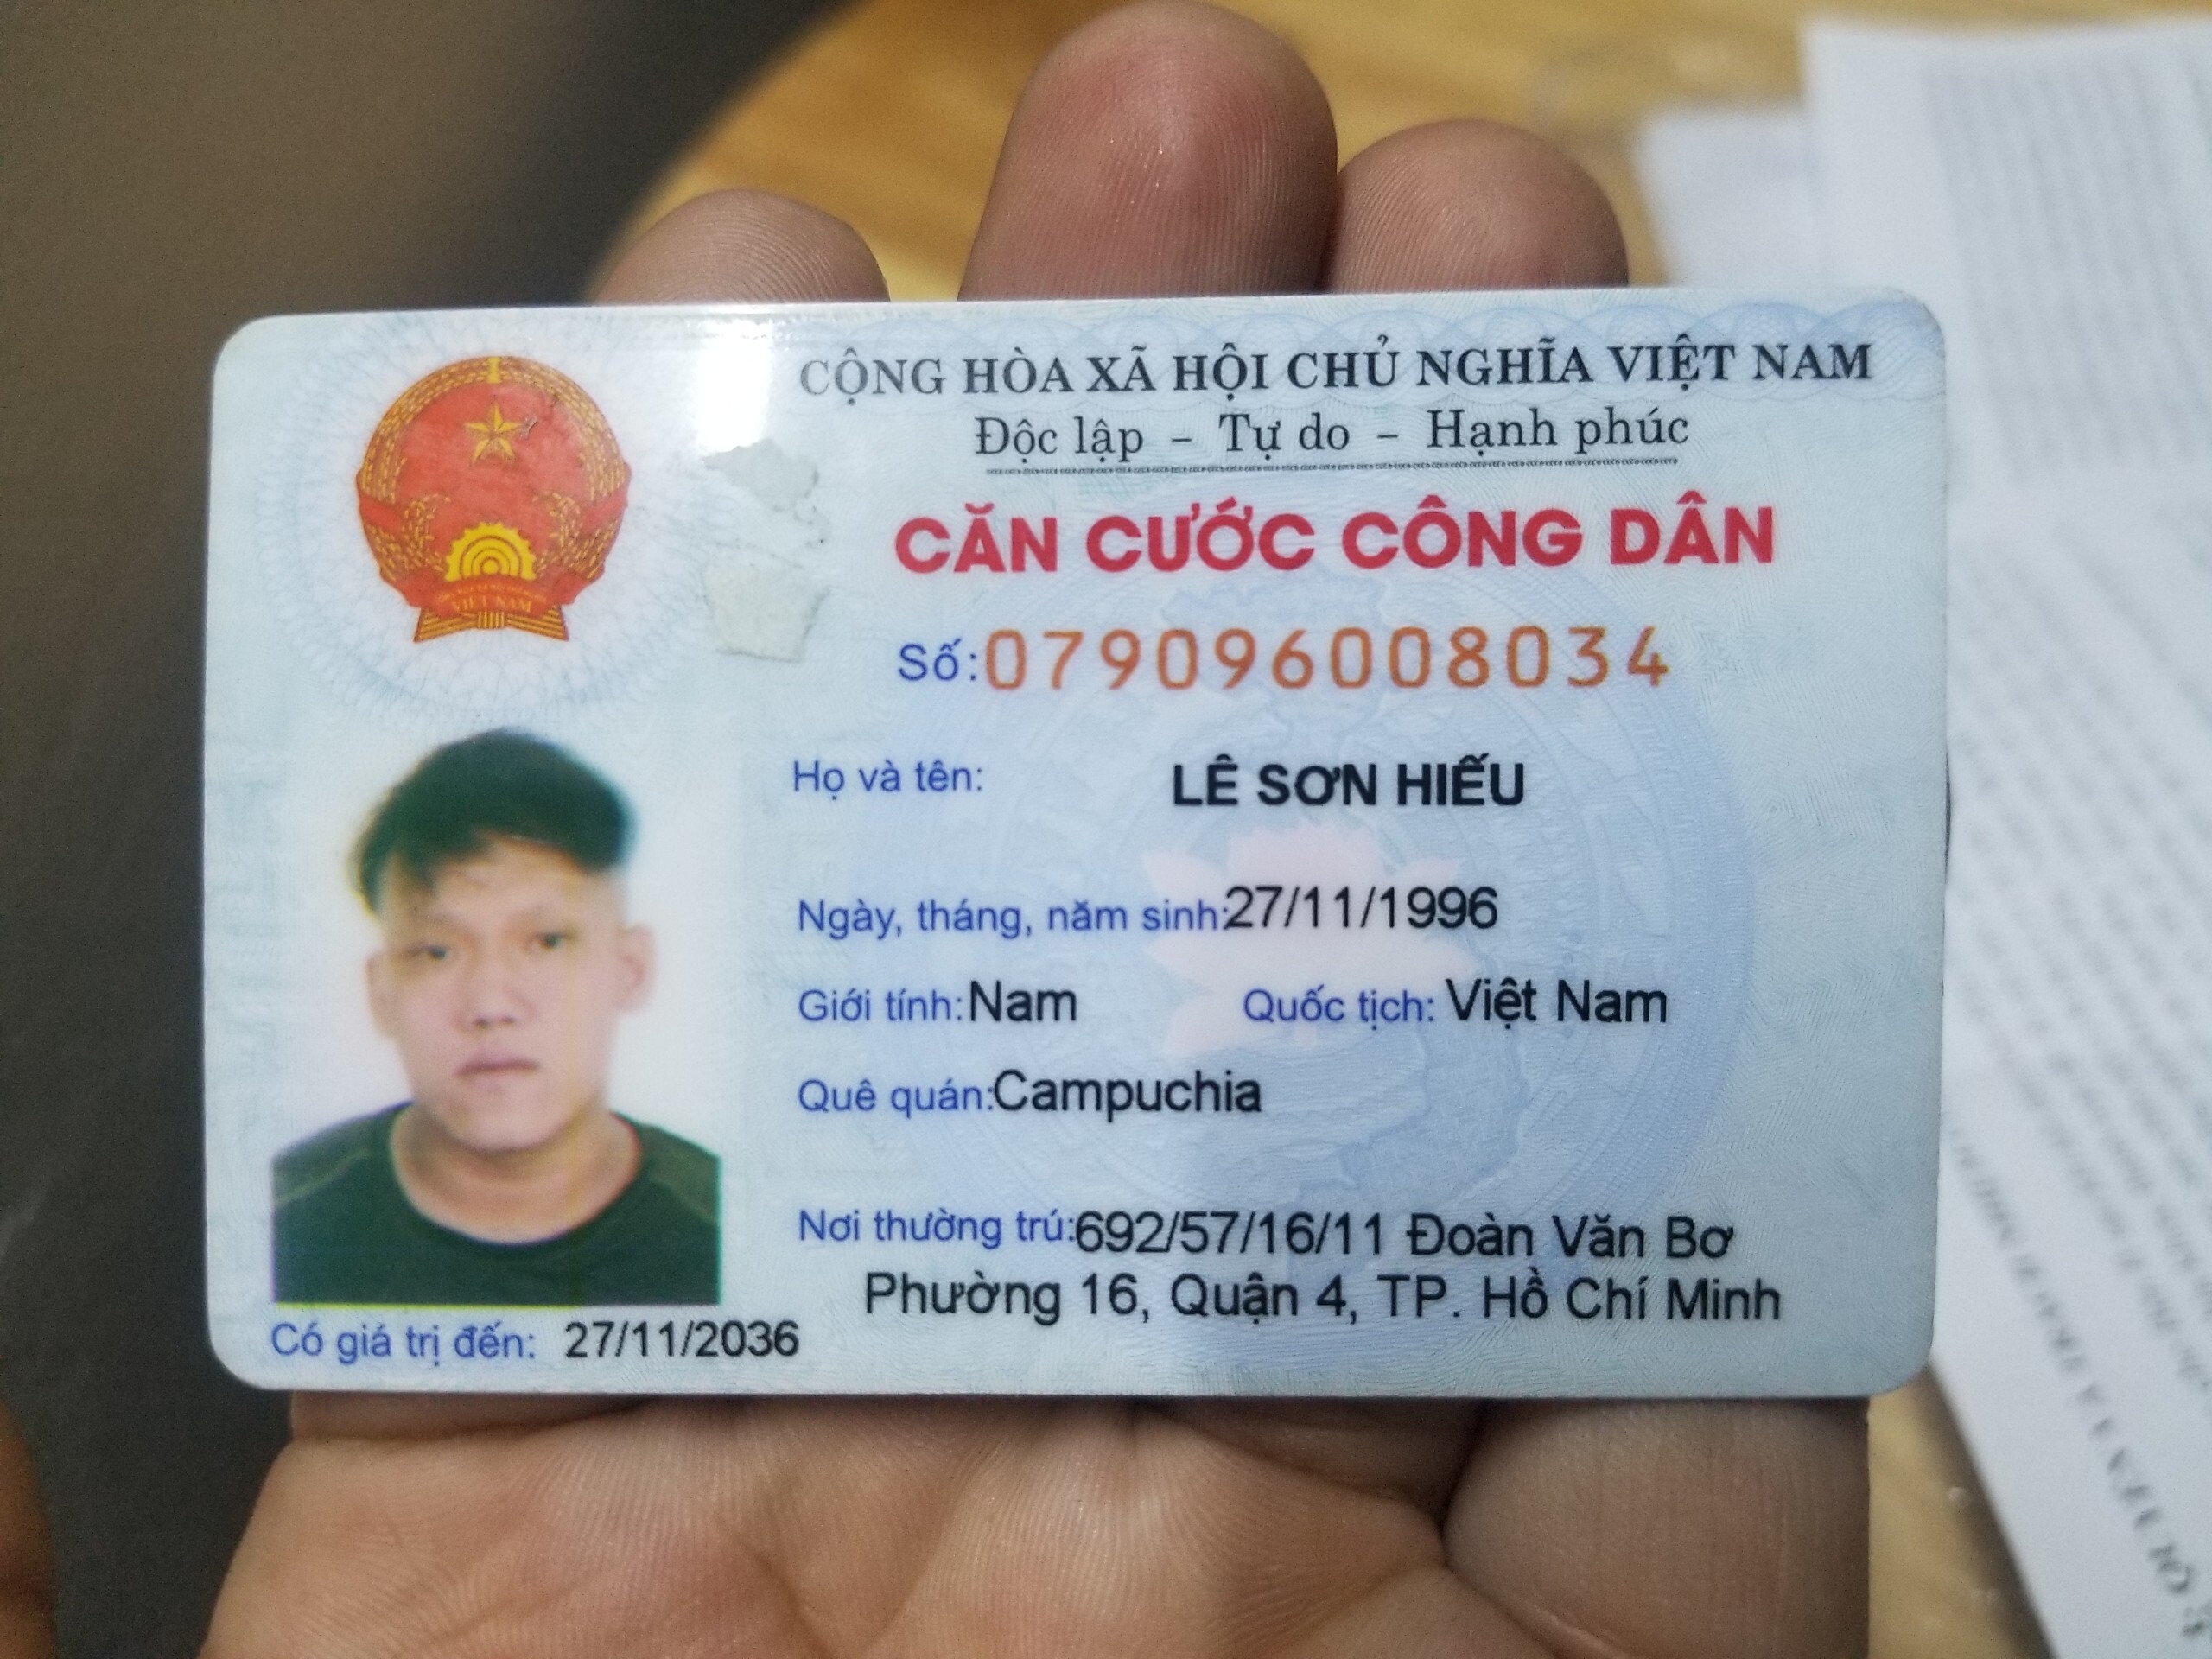 CỘNG HÒA XÃ HỘI CHỦ NGHĨA VIỆT NAM
Độc lập - Tự do - Hạnh phúc
CĂN CƯỚC CÔNG DÂN
Số: 079096008034
Họ và tên: LÊ SƠN HIẾU
Ngày, tháng, năm sinh: 27/11/1996
Giới tính: Nam Quốc tịch: Việt Nam
Quê quán: Campuchia
Nơi thường trú: 692/57/16/11 Đoàn Văn Bơ
Phường 16, Quận 4, TP. Hồ Chí Minh
Có giá trị đến: 27/11/2036
VIỆT NAM